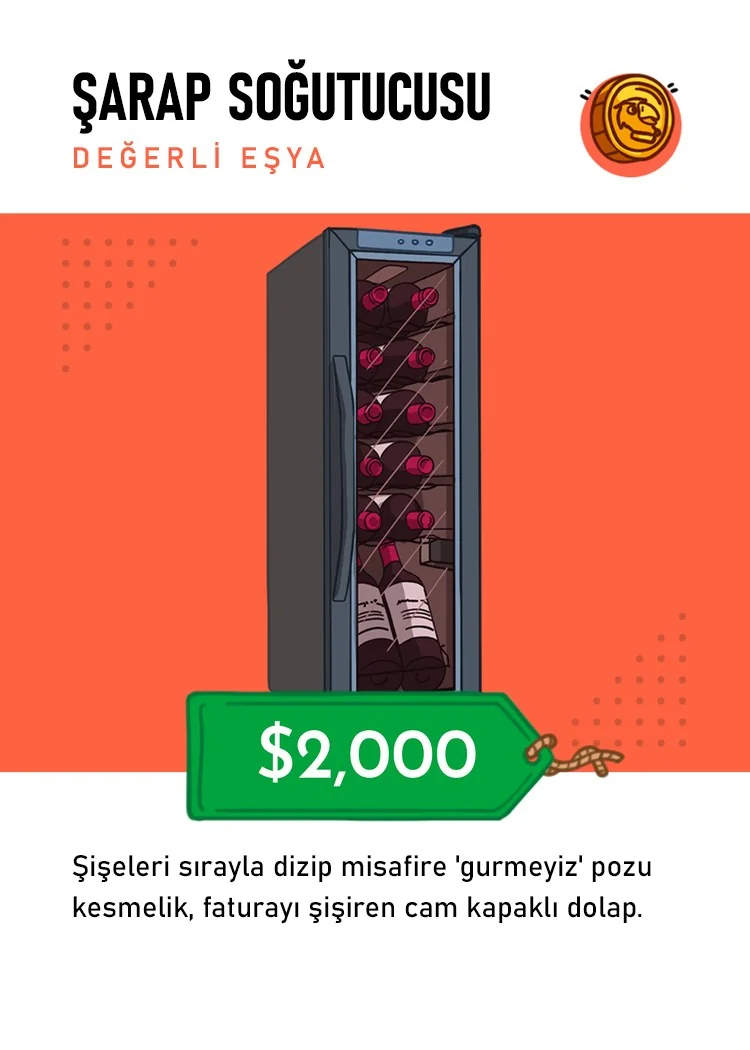 ŞARAP SOĞUTUCUSU
DEĞERLİ EŞYA
$2,000
Şişeleri sırayla dizip misafire 'gurmeyiz' pozu
kesmelik, faturayı şişiren cam kapaklı dolap.